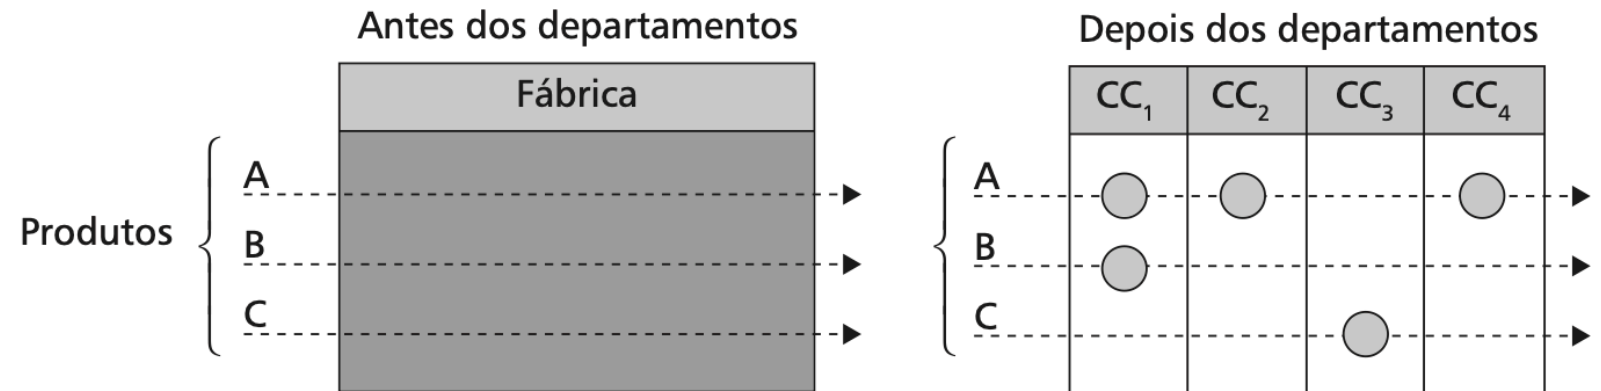 Antes dos departamentos
Fábrica
Produtos
A
B
C
Depois dos departamentos
CC₁ CC₂ CC₃ CC₄
A
B
C